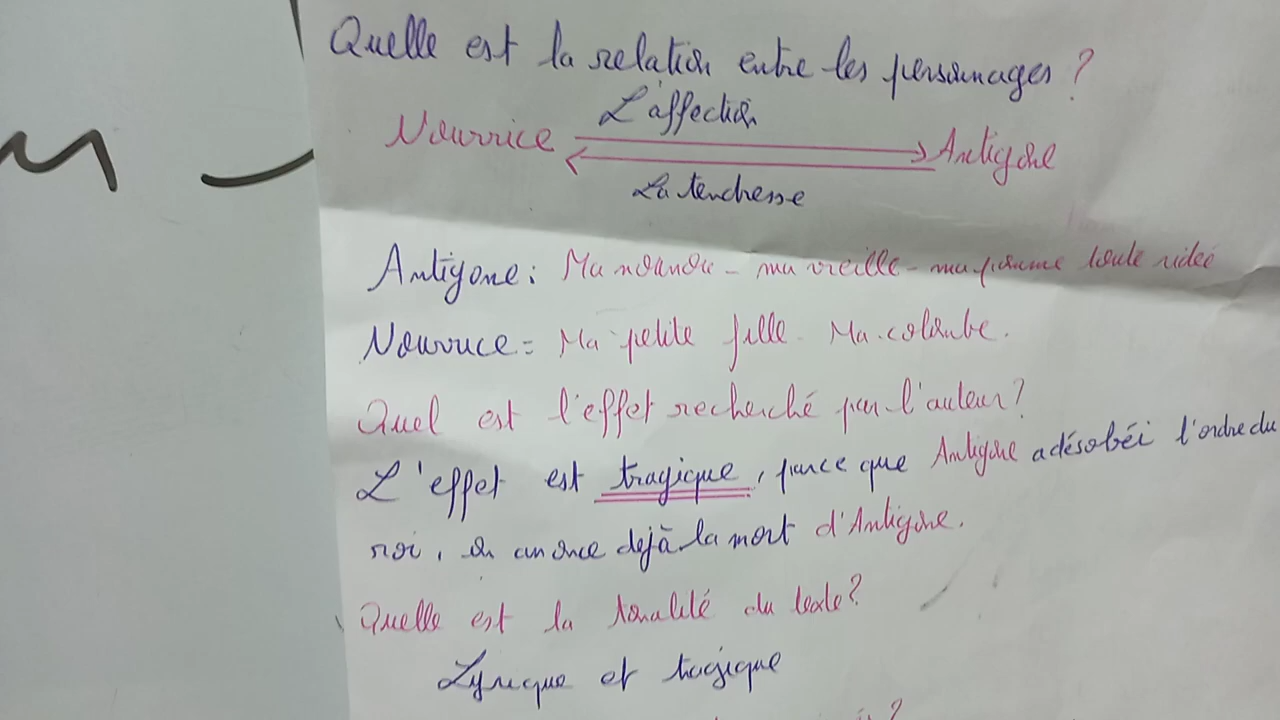 Quelle est la relation entre les personnages ?
L'affection
Nourrice Antigone
La tendresse
Antigone : Ma nounou - ma vieille - ma pomme toute ridée
Nourrice = Ma petite fille. Ma colombe.
Quel est l'effet recherché par l'auteur ?
L'effet est tragique, parce que Antigone a désobéi l'ordre du
roi, on anonce dejà la mort d'Antigone.
Quelle est la tonalité du texte ?
Lyrique et tragique